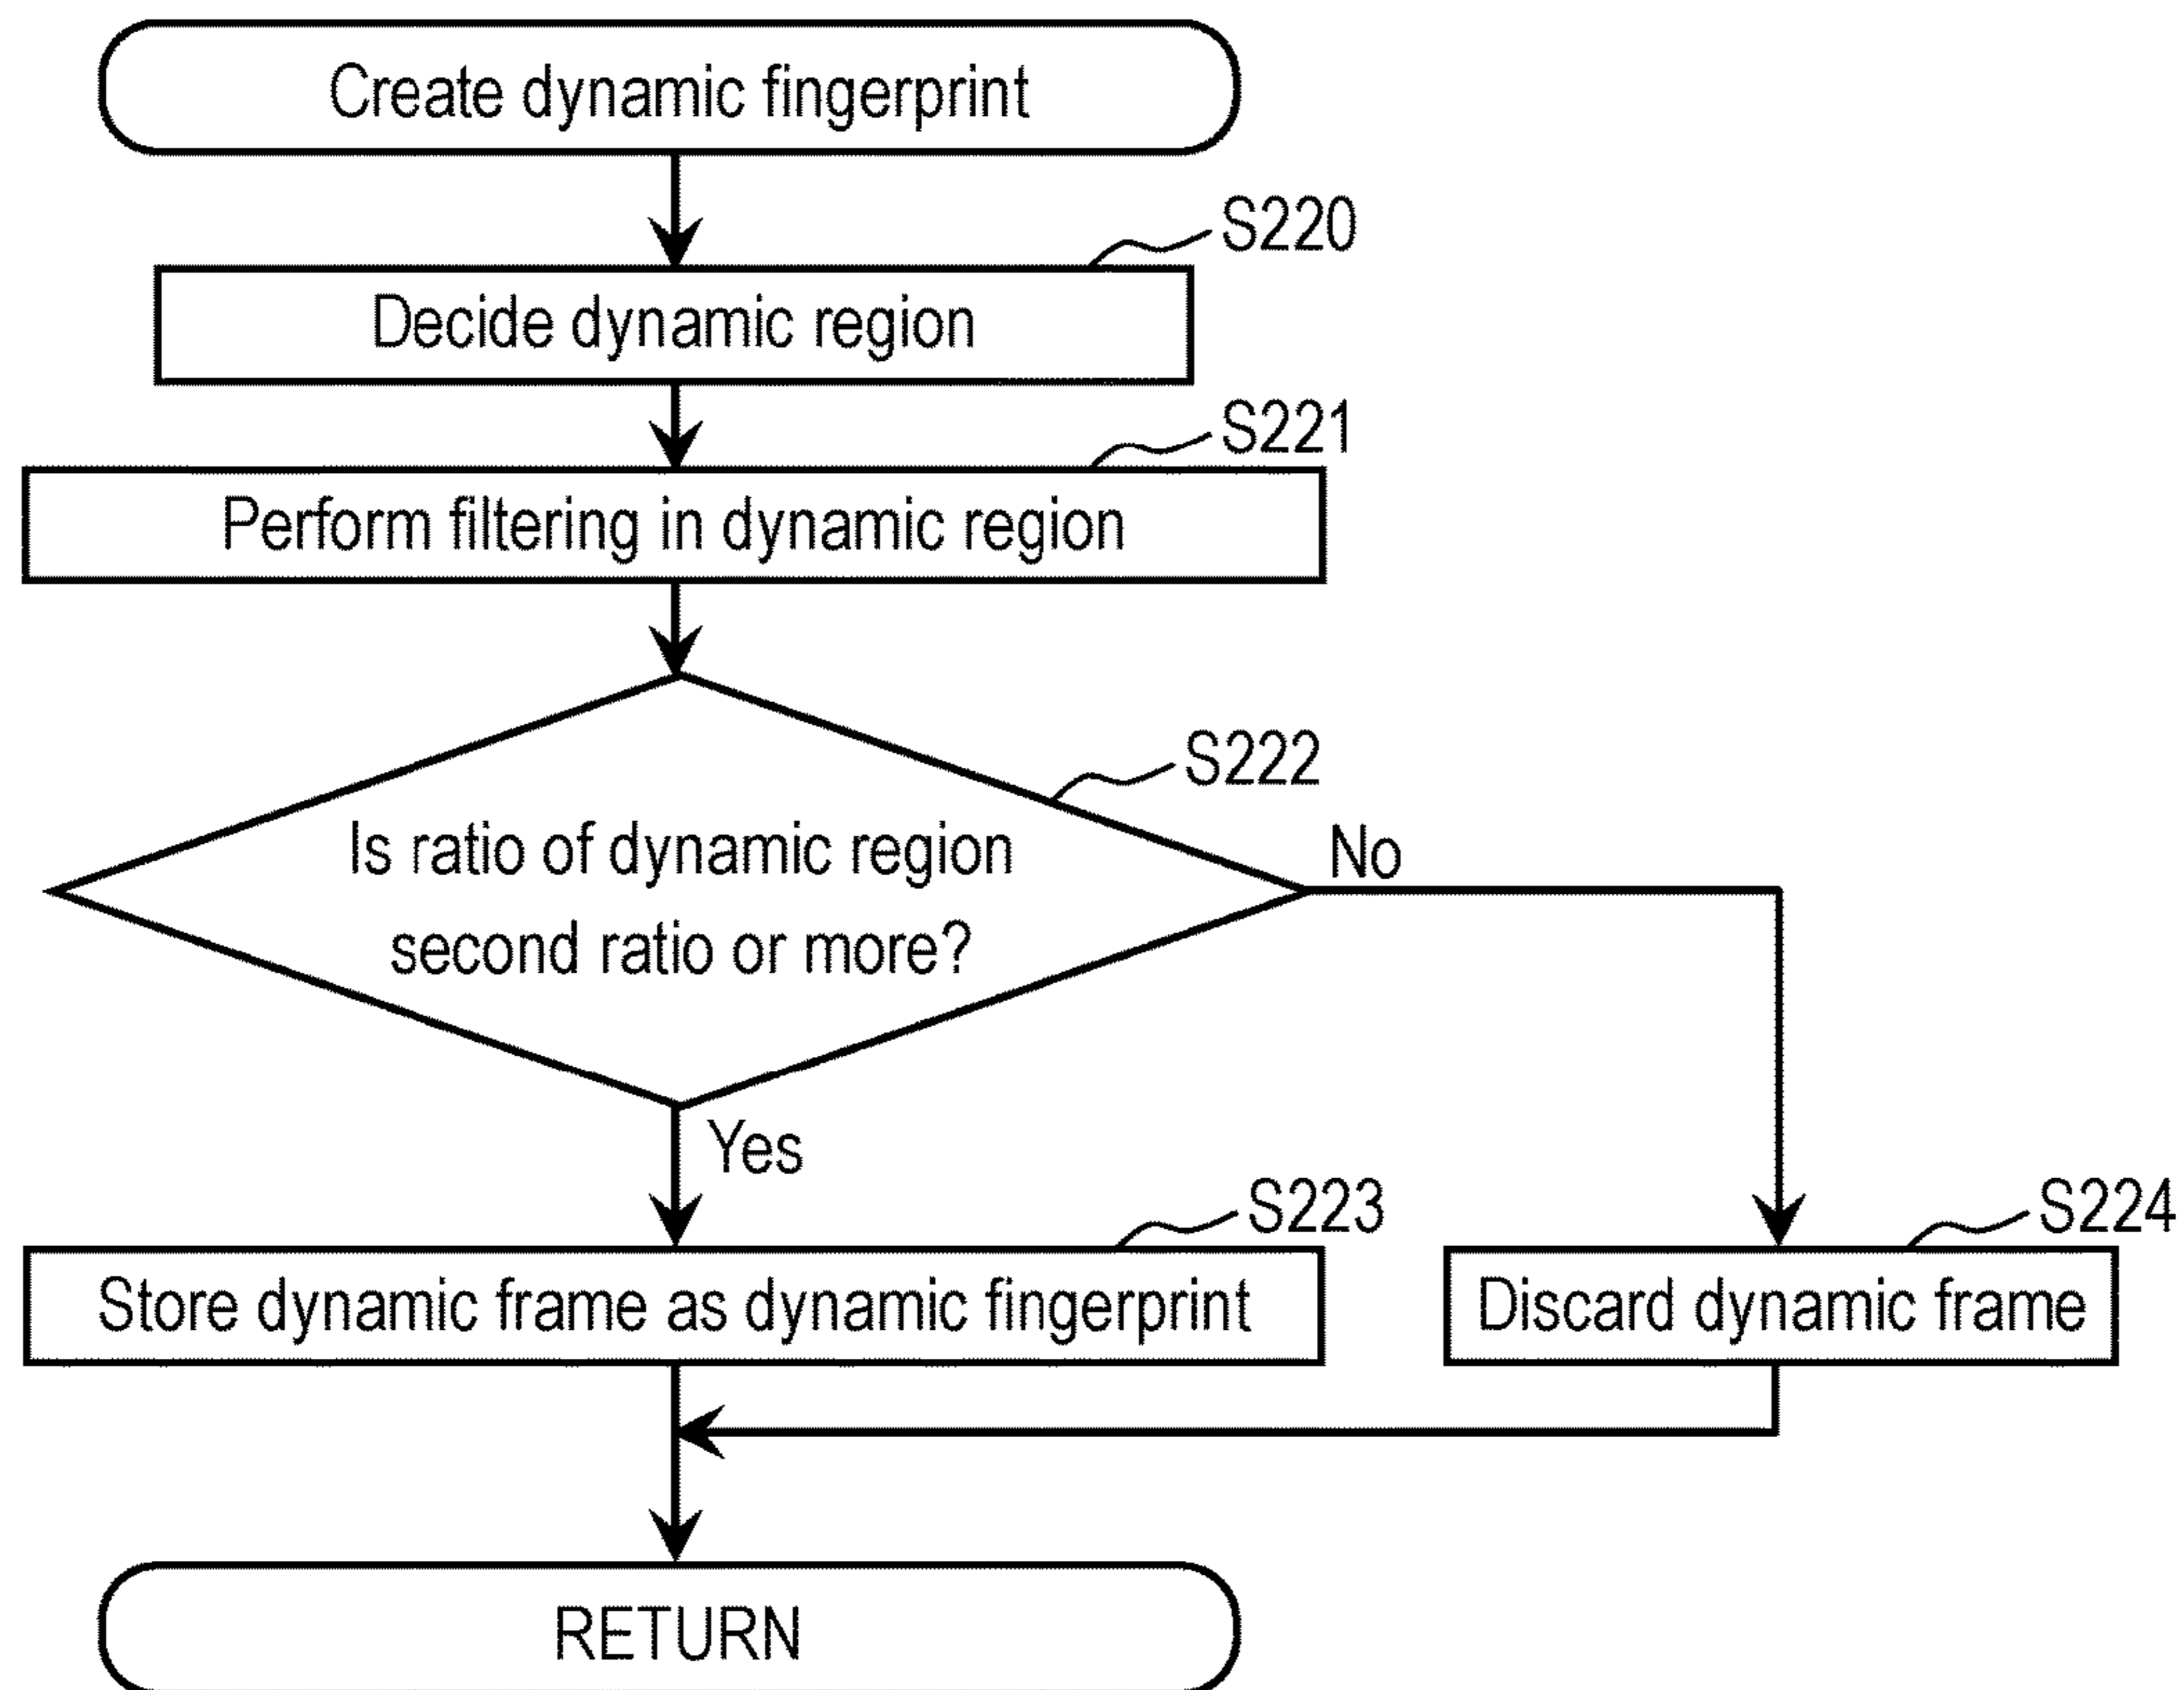 Create dynamic fingerprint
S220
Decide dynamic region
S221
Perform filtering in dynamic region
S222
Is ratio of dynamic region
second ratio or more?
No
Yes
S223
Store dynamic frame as dynamic fingerprint
S224
Discard dynamic frame
RETURN